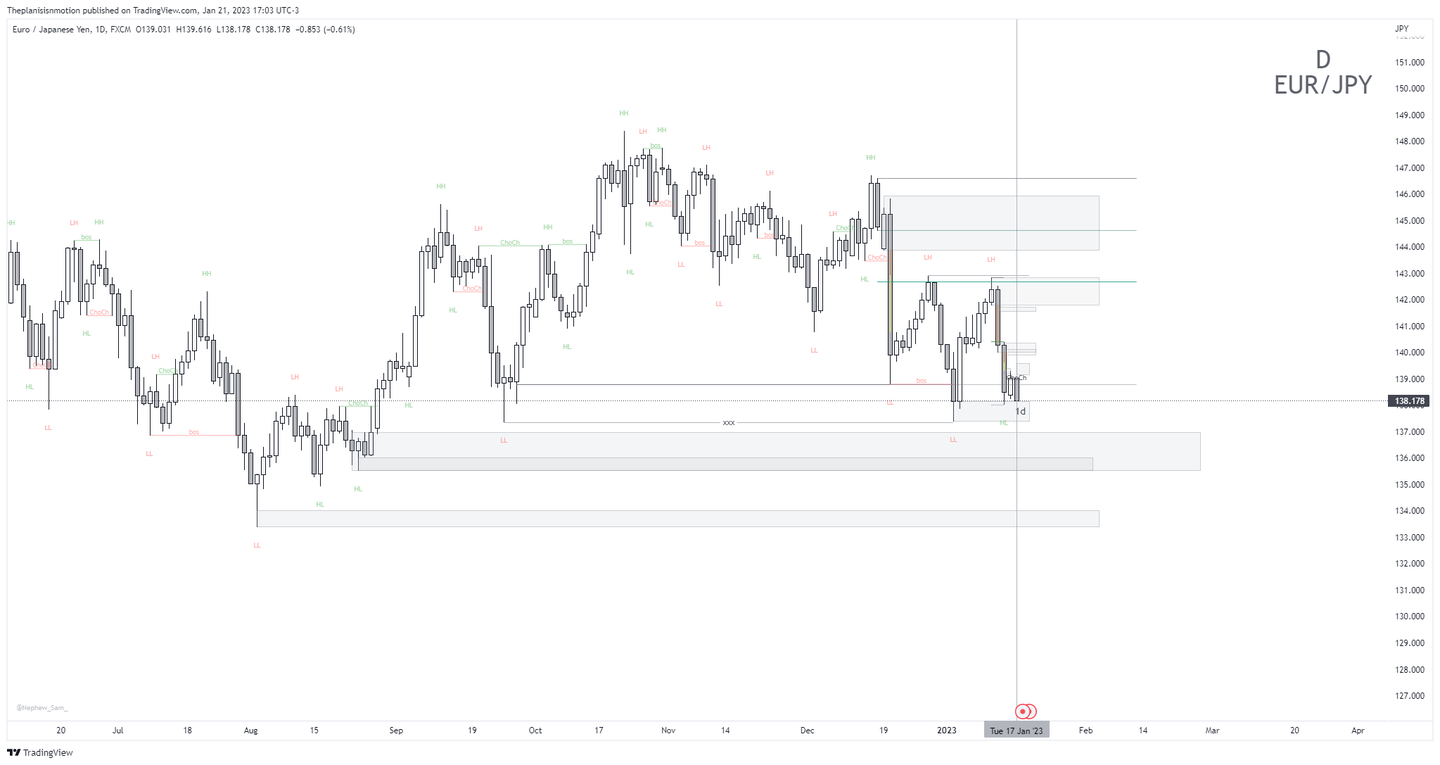 Theplanisisnmotion published on TradingView.com, Jan 21, 2023 17:03 UTC-3
Euro / Japanese Yen, 1D, FXCM O139.031 H139.616 L138.178 C138.178 −0.853 (−0.61%)
JPY
D
EUR/JPY
151.000
150.000
149.000
148.000
147.000
146.000
145.000
144.000
143.000
142.000
141.000
140.000
139.000
138.178
137.000
136.000
135.000
134.000
133.000
132.000
131.000
130.000
129.000
128.000
127.000
HH
HH LH HH
LH
HH
bos
LH
ChoCh
LH
HH
HH
LH
HH
LH
bos
HL
LH
LH
LH
ChoCh
bos
ChoCh
bos
LL
HL
ChoCh
HL
HL
LL
HL
LL
HL
LH
LH
ChoCh
HH
ChoCh
HL
LH
LH
LH
ChoCh
HL
LL
LL
bos
HL
HL
LL
HL
LL
bos
LL
LL
HL
ChoCh
1d
xxx
@Nephew_Sam_
20 Jul 18 Aug 15 Sep 19 Oct 17 Nov 14 Dec 19 2023 Tue 17 Jan '23 Feb 14 Mar 20 Apr
TradingView